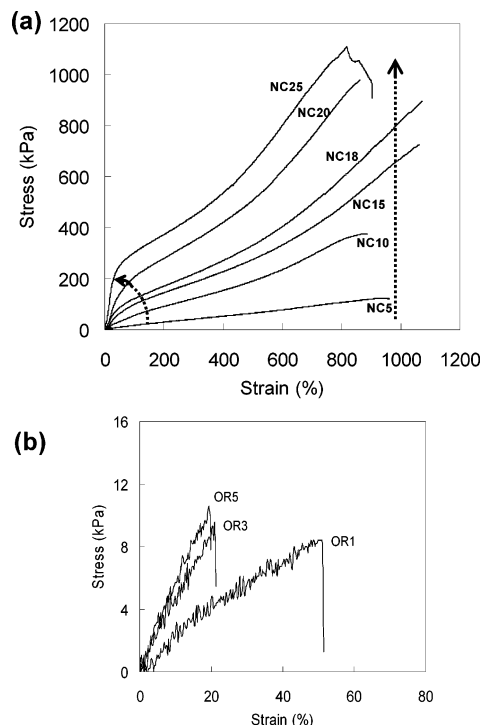 (a)
Stress (kPa)
1200
1000
800
600
400
200
0
NC25
NC20
NC18
NC15
NC10
NC5
0 200 400 600 800 1000 1200
Strain (%)
(b)
Stress (kPa)
16
12
8
4
0
OR5
OR3
OR1
0 20 40 60 80
Strain (%)